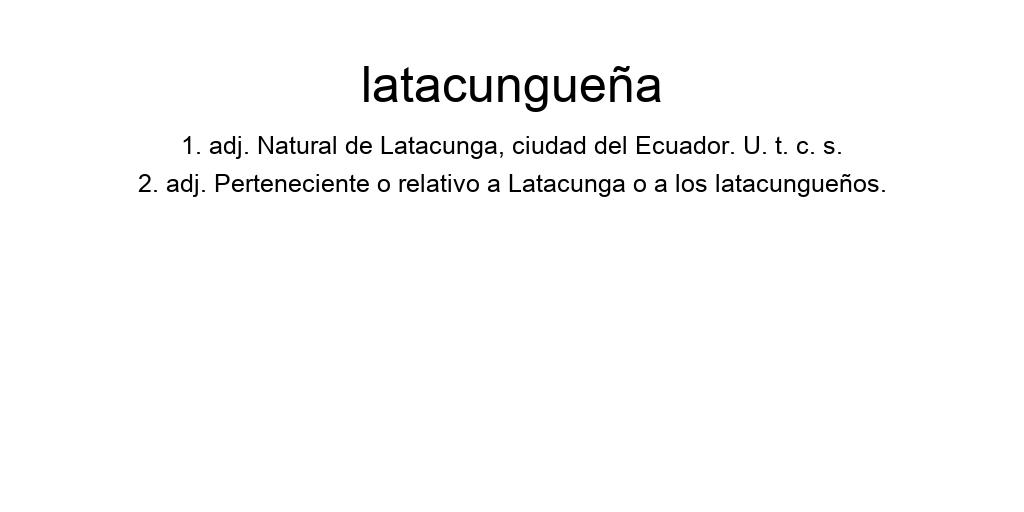 latacungueña
1. adj. Natural de Latacunga, ciudad del Ecuador. U. t. c. s.
2. adj. Perteneciente o relativo a Latacunga o a los latacungueños.